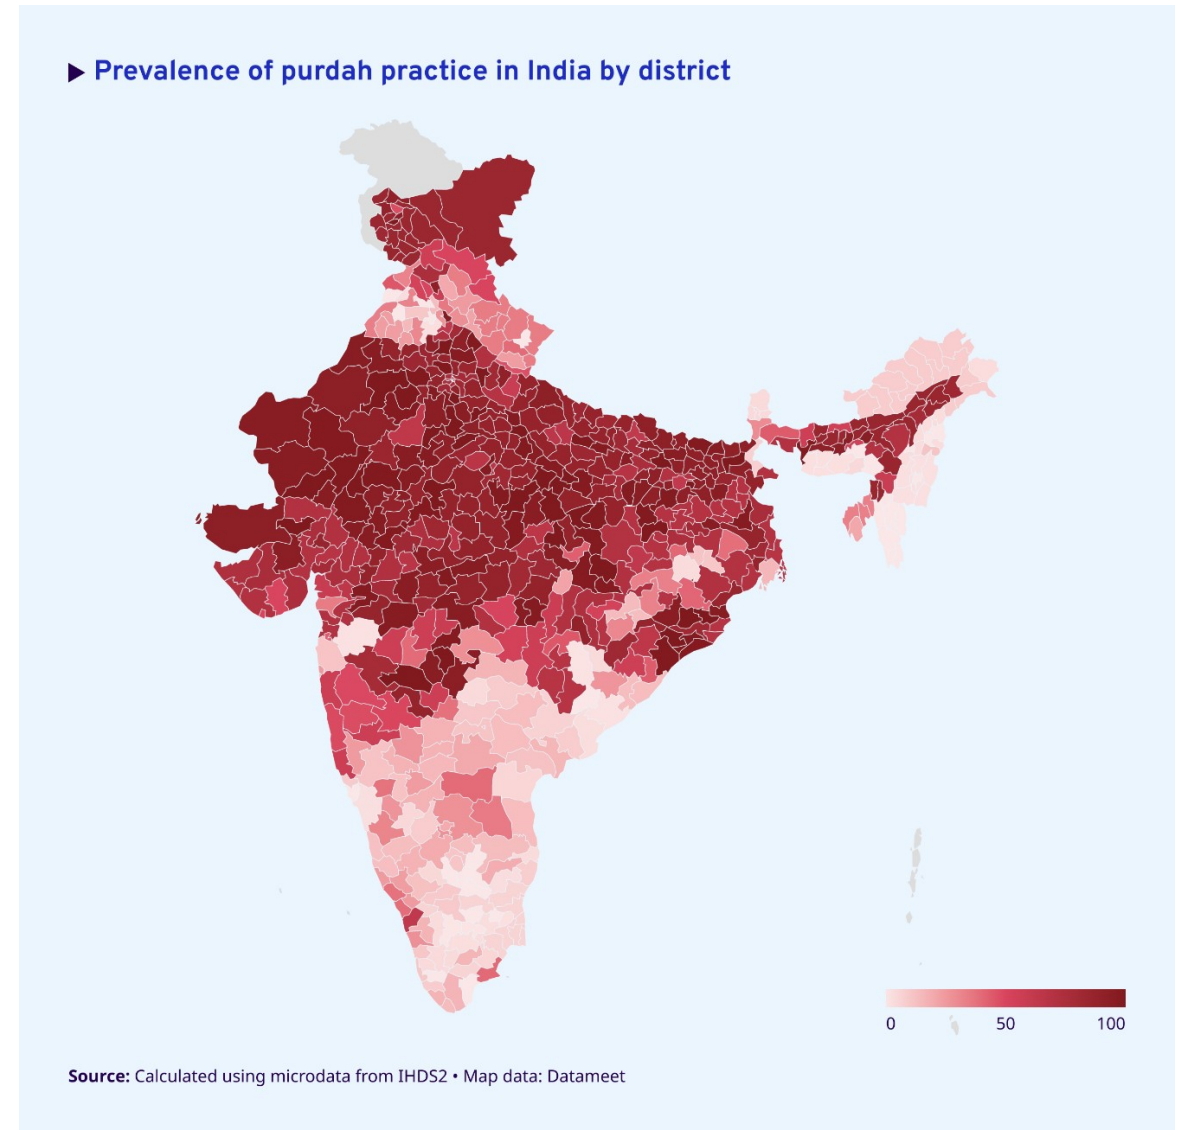 Prevalence of purdah practice in India by district
0 50 100
Source: Calculated using microdata from IHDS2 • Map data: Datameet